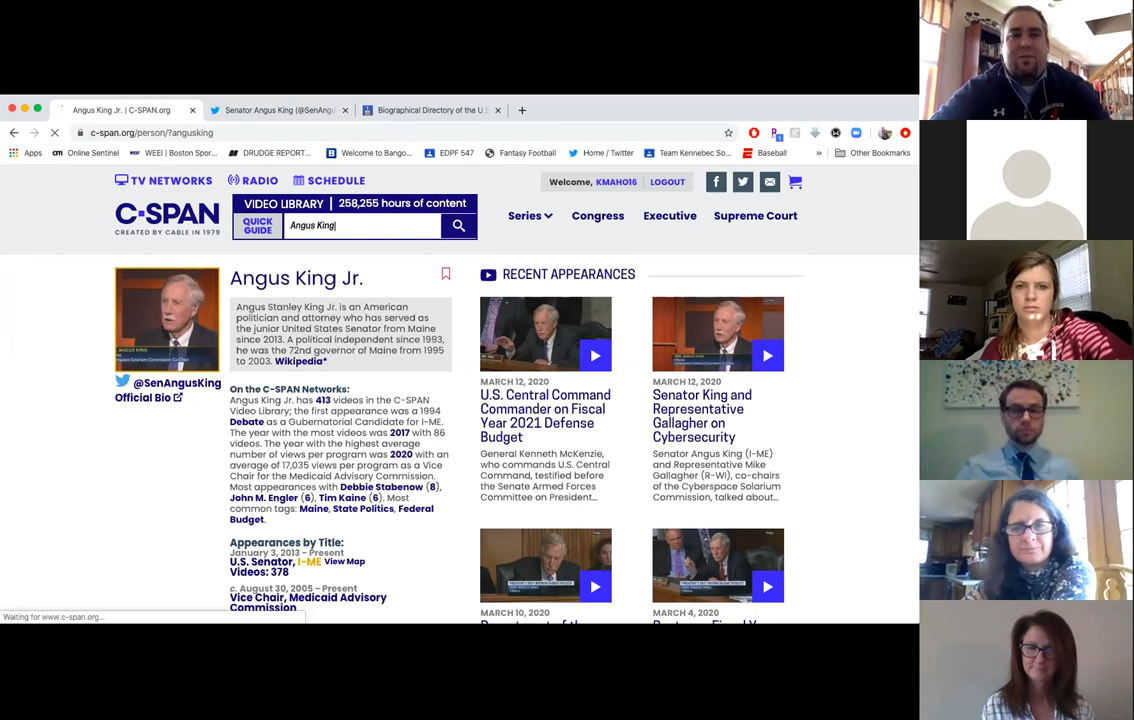 Angus King Jr. | C-SPAN.org
Senator Angus King (@SenAngu
Biographical Directory of the U.S
c-span.org/person/?angusking
Apps
Online Sentinel
WEEI | Boston Spor...
DRUDGE REPORT...
Welcome to Bango...
EDPF 547
Fantasy Football
Home / Twitter
Team Kennebec So...
Baseball
»
Other Bookmarks
TV NETWORKS
RADIO
SCHEDULE
Welcome, KMAHO16 | LOGOUT
C-SPAN
CREATED BY CABLE IN 1979
VIDEO LIBRARY | 258,255 hours of content
QUICK
GUIDE
Angus King
Series
Congress
Executive
Supreme Court
Angus King Jr.
Angus Stanley King Jr. is an American
politician and attorney who has served as
the junior United States Senator from Maine
since 2013. A political independent since 1993,
he was the 72nd governor of Maine from 1995
to 2003. Wikipedia*
ANGUS KING
@SenAngusKing
Official Bio
On the C-SPAN Networks:
Angus King Jr. has 413 videos in the C-SPAN
Video Library; the first appearance was a 1994
Debate as a Gubernatorial Candidate for I-ME.
The year with the most videos was 2017 with 86
videos. The year with the highest average
number of views per program was 2020 with an
average of 17,035 views per program as a Vice
Chair for the Medicaid Advisory Commission.
Most appearances with Debbie Stabenow (8),
John M. Engler (6), Tim Kaine (6). Most
common tags: Maine, State Politics, Federal
Budget.
Appearances by Title:
January 3, 2013 - Present
U.S. Senator, I-ME View Map
Videos: 378
c. August 30, 2005 - Present
Vice Chair, Medicaid Advisory
Commission
RECENT APPEARANCES
MARCH 12, 2020
U.S. Central Command
Commander on Fiscal
Year 2021 Defense
Budget
General Kenneth McKenzie,
who commands U.S. Central
Command, testified before
the Senate Armed Forces
Committee on President...
MARCH 12, 2020
Senator King and
Representative
Gallagher on
Cybersecurity
Senator Angus King (I-ME)
and Representative Mike
Gallagher (R-WI), co-chairs
of the Cyberspace Solarium
Commission, talked about...
MARCH 10, 2020
MARCH 4, 2020
Waiting for www.c-span.org...